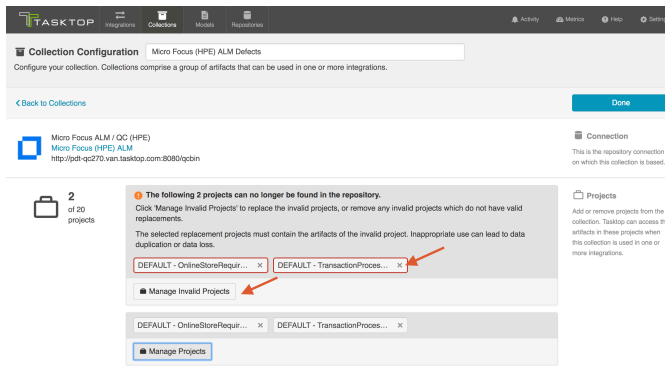 TASKTOP
Integrations
Collections
Models
Repositories
Activity
Metrics
Help
Setting
Collection Configuration
Micro Focus (HPE) ALM Defects
Configure your collection. Collections comprise a group of artifacts that can be used in one or more integrations.
Back to Collections
Done
Micro Focus ALM / QC (HPE)
Micro Focus (HPE) ALM
http://pdt-qc270.van.tasktop.com:8080/qcbin
Connection
This is the repository connection
on which this collection is based.
2
of 20
projects
The following 2 projects can no longer be found in the repository.
Click 'Manage Invalid Projects' to replace the invalid projects, or remove any invalid projects which do not have valid
replacements.
The selected replacement projects must contain the artifacts of the invalid project. Inappropriate use can lead to data
duplication or data loss.
DEFAULT - OnlineStoreRequir... × DEFAULT - TransactionProces... ×
Manage Invalid Projects
DEFAULT - OnlineStoreRequir... × DEFAULT - TransactionProces... ×
Manage Projects
Projects
Add or remove projects from the
collection. Tasktop can access th
artifacts in these projects when
this collection is used in one or
more integrations.